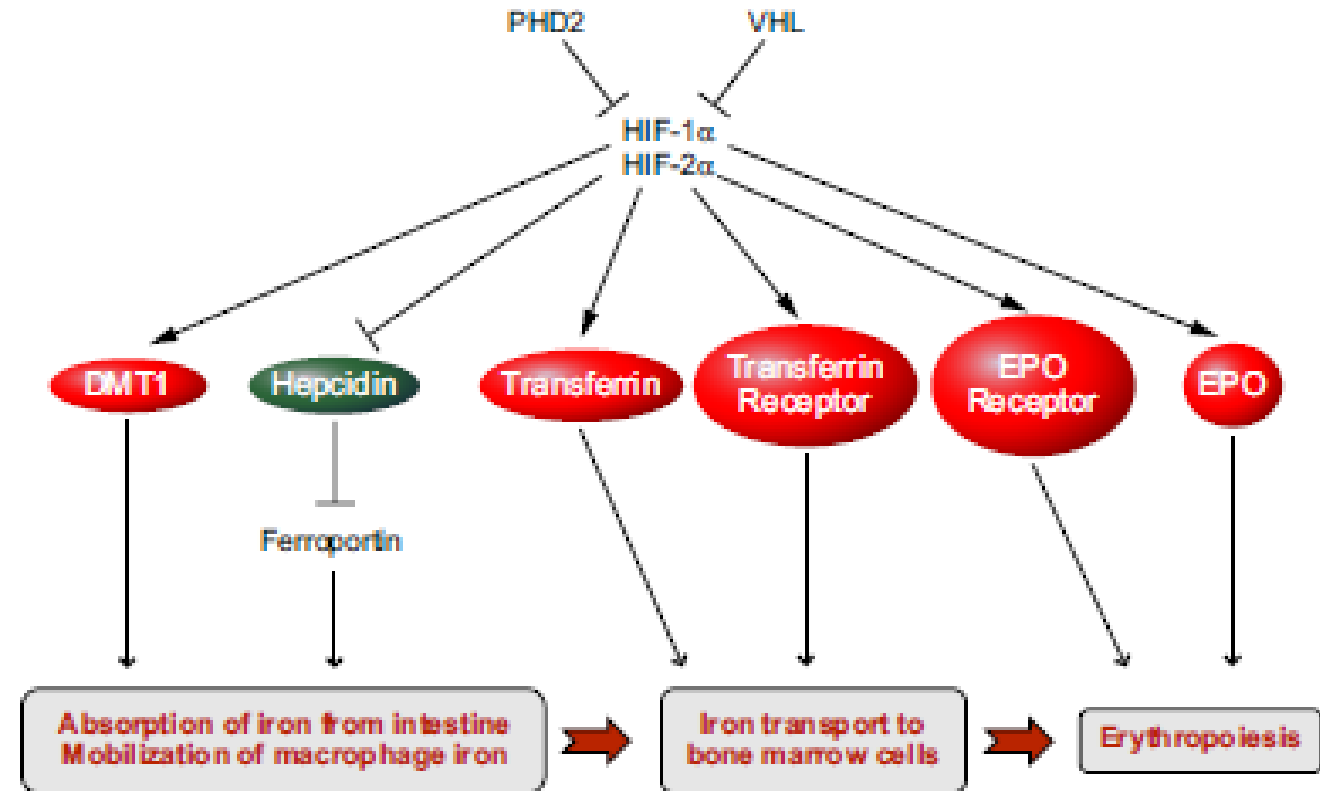 PHD2
VHL
HIF-1α
HIF-2α
DMT1
Hepcidin
Transferrin
Transferrin
Receptor
EPO
Receptor
EPO
Ferroportin
Absorption of iron from intestine
Mobilization of macrophage iron
Iron transport to
bone marrow cells
Erythropoiesis